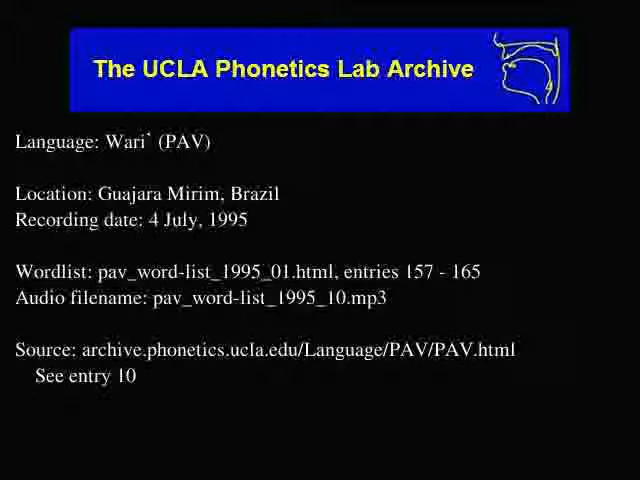 The UCLA Phonetics Lab Archive
Language: Wari` (PAV)
Location: Guajara Mirim, Brazil
Recording date: 4 July, 1995
Wordlist: pav_word-list_1995_01.html, entries 157 - 165
Audio filename: pav_word-list_1995_10.mp3
Source: archive.phonetics.ucla.edu/Language/PAV/PAV.html
See entry 10